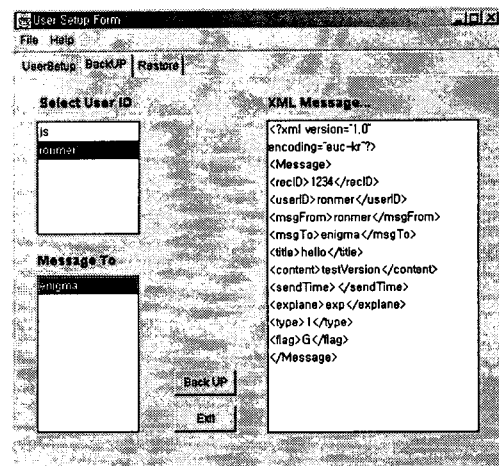 User Setup Form
File Help
UserSetup BackUP Restore
Select User ID
js
ronmer
Message To
enigma
Back UP
Exit
XML Message...
<?xml version="1.0"
encoding="euc-kr"?>
<Message>
<recID>1234</recID>
<userID>ronmer</userID>
<msgFrom>ronmer</msgFrom>
<msgTo>enigma</msgTo>
<title>hello</title>
<content>testVersion</content>
<sendTime></sendTime>
<explane>exp</explane>
<type>I</type>
<flag>G</flag>
</Message>